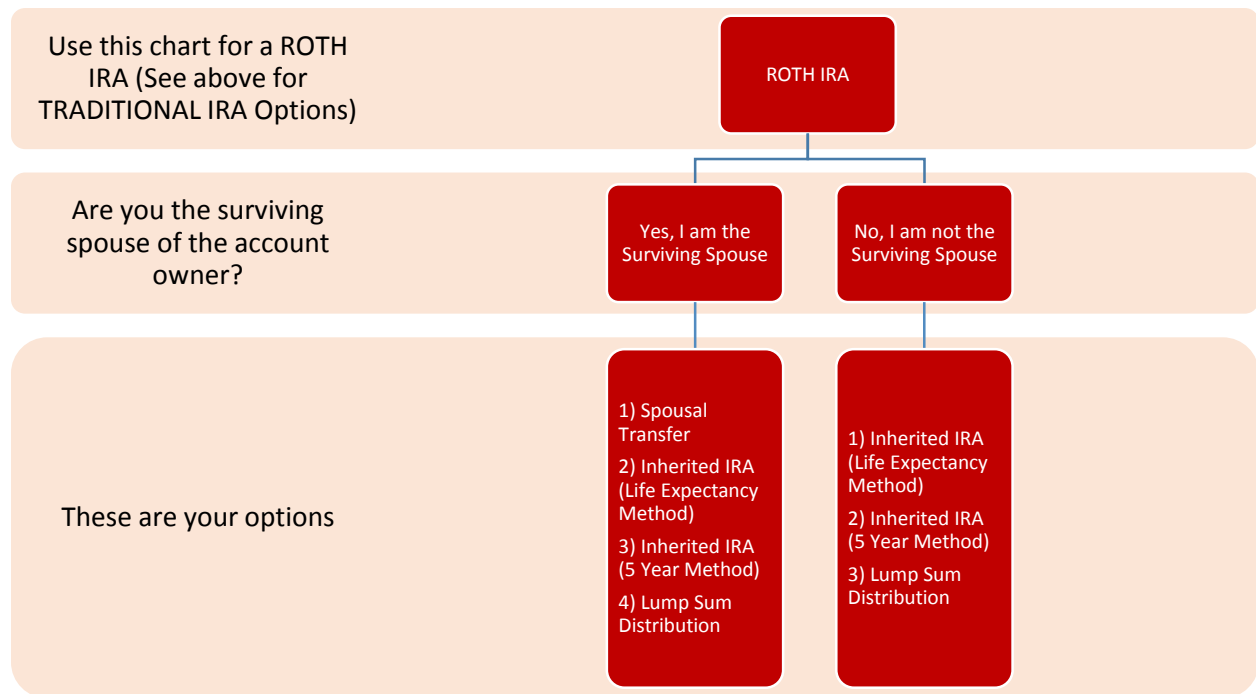 Use this chart for a ROTH
IRA (See above for
TRADITIONAL IRA Options)
ROTH IRA
Are you the surviving
spouse of the account
owner?
Yes, I am the
Surviving Spouse
No, I am not the
Surviving Spouse
These are your options
1) Spousal
Transfer
2) Inherited IRA
(Life Expectancy
Method)
3) Inherited IRA
(5 Year Method)
4) Lump Sum
Distribution
1) Inherited IRA
(Life Expectancy
Method)
2) Inherited IRA
(5 Year Method)
3) Lump Sum
Distribution